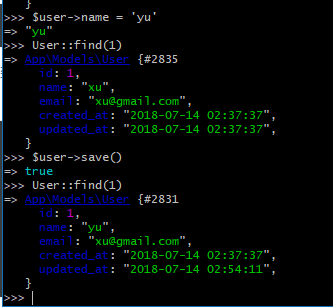 }
>>> $user->name = 'yu'
=> "yu"
>>> User::find(1)
=> App\Models\User {#2835
id: 1,
name: "xu",
email: "xu@gmail.com",
created_at: "2018-07-14 02:37:37",
updated_at: "2018-07-14 02:37:37",
}
>>> $user->save()
=> true
>>> User::find(1)
=> App\Models\User {#2831
id: 1,
name: "yu",
email: "xu@gmail.com",
created_at: "2018-07-14 02:37:37",
updated_at: "2018-07-14 02:54:11",
}
>>>